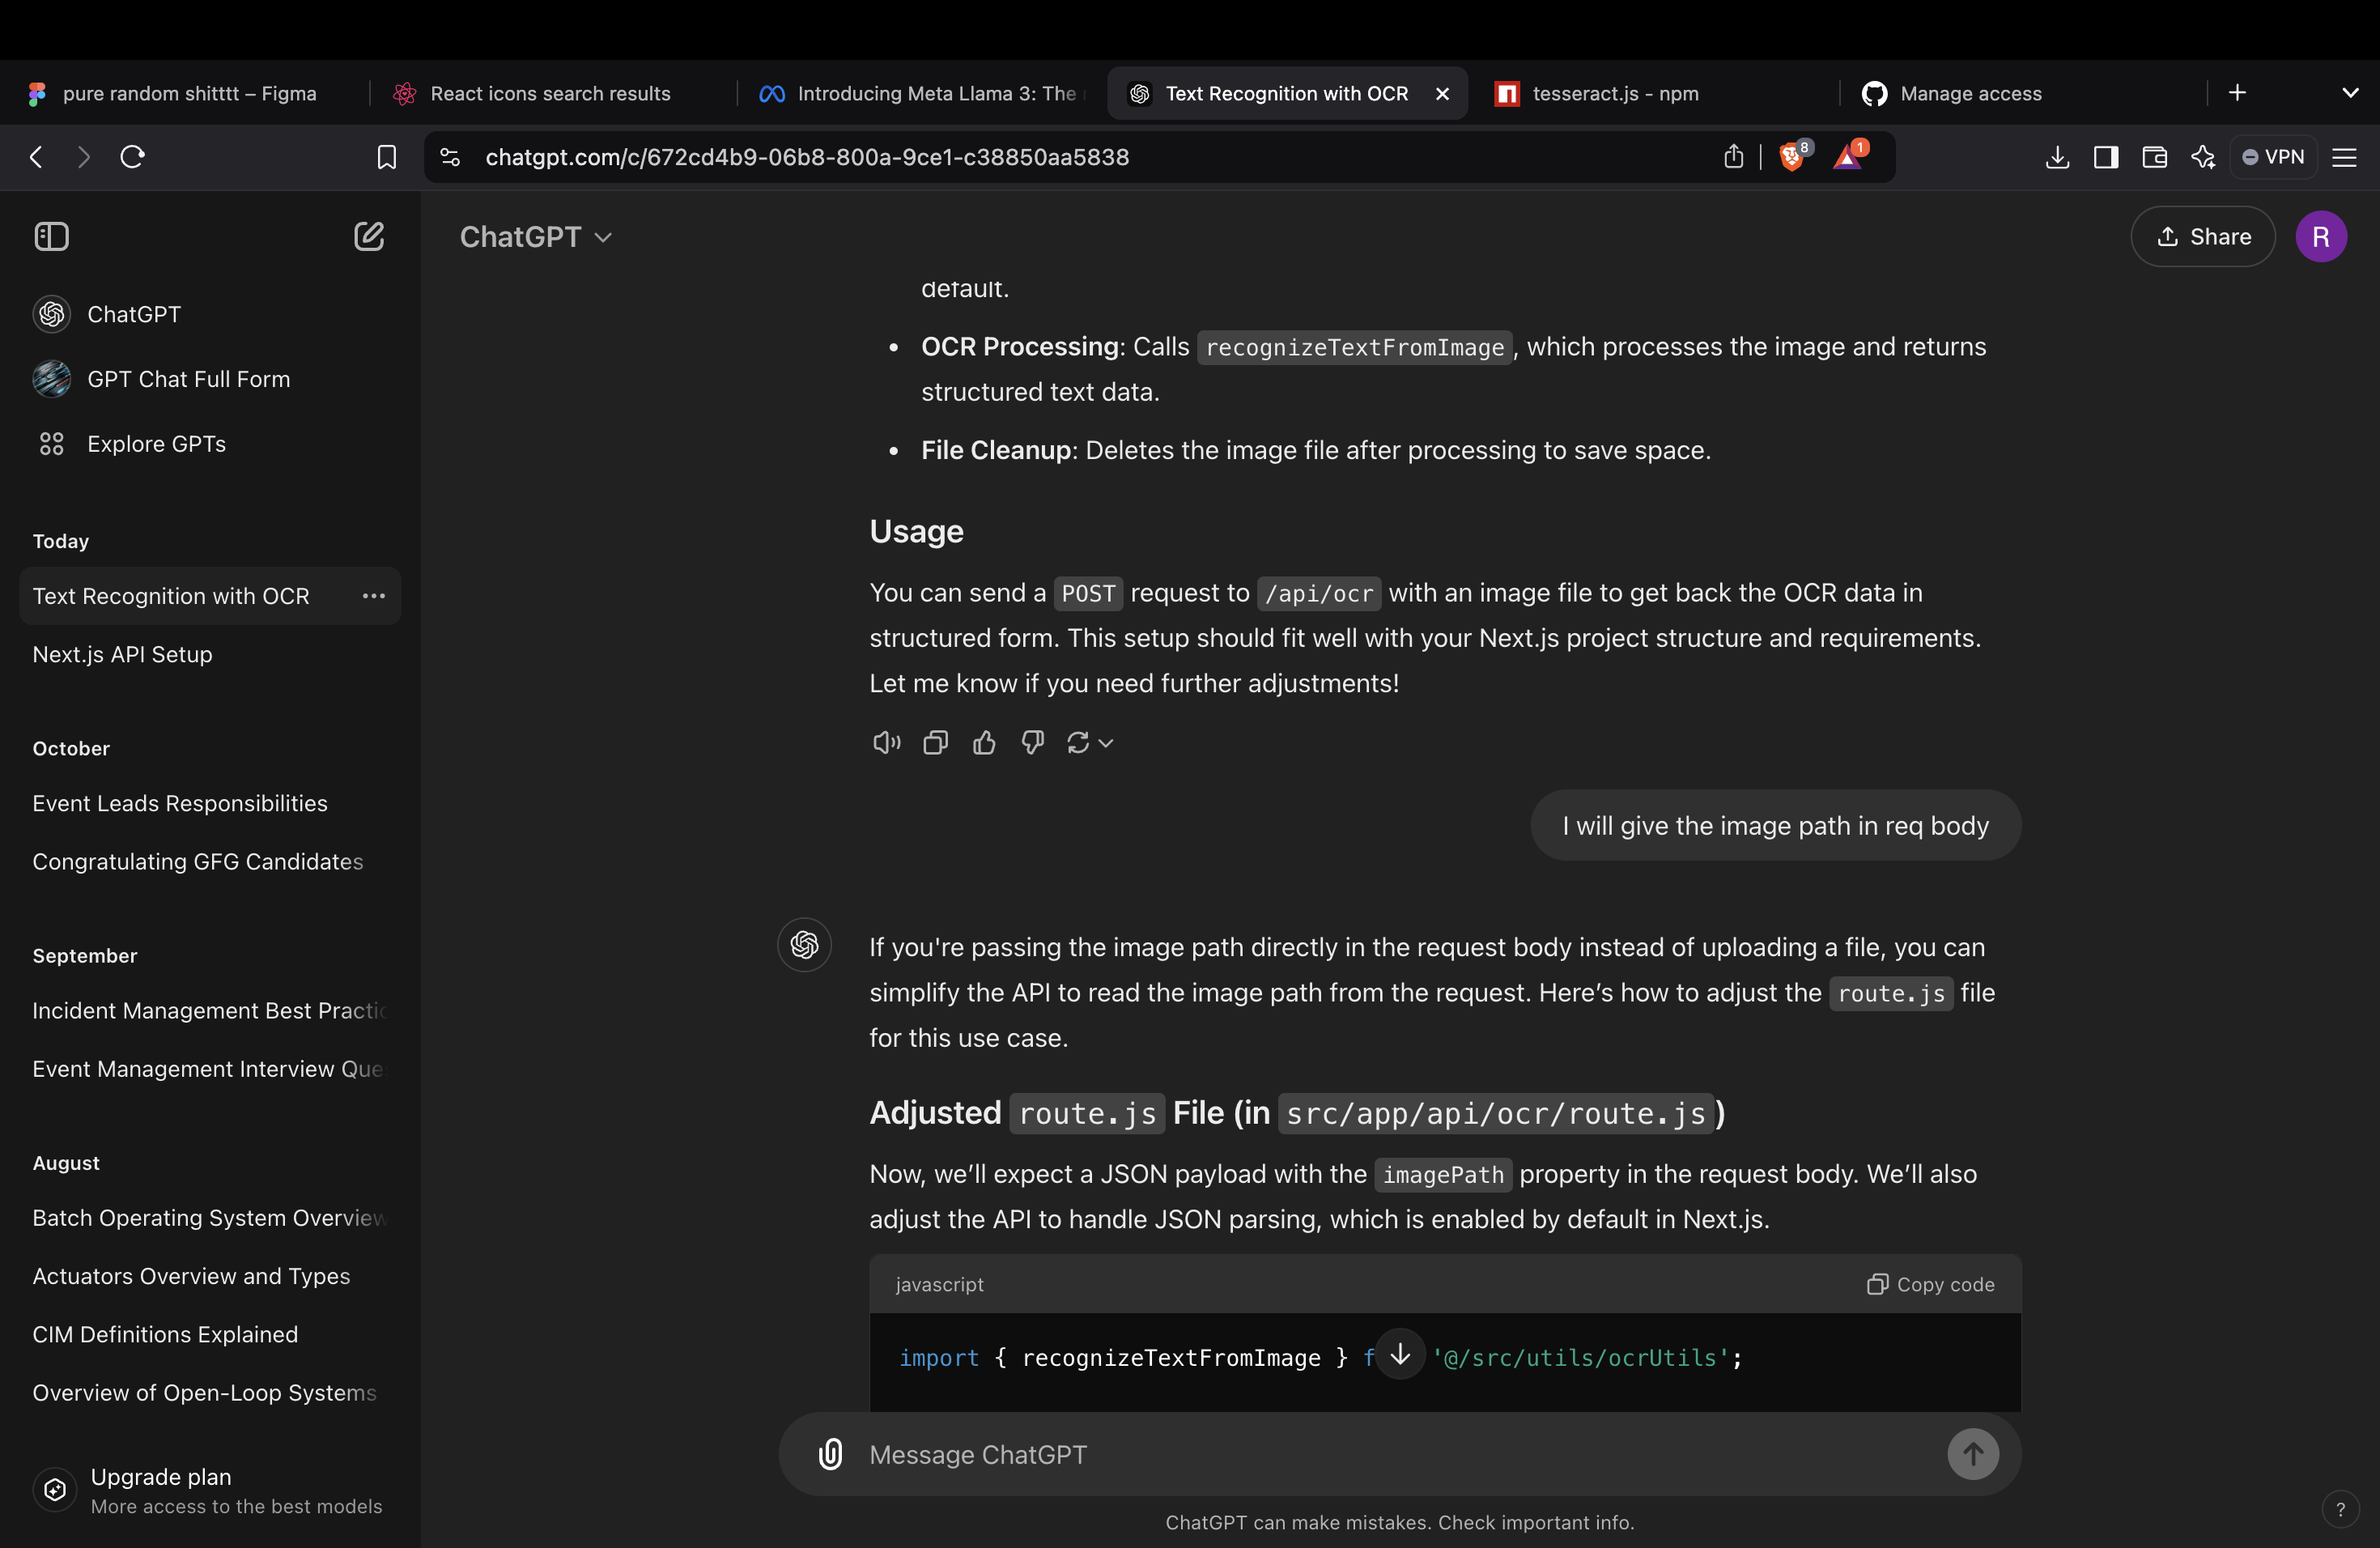 pure random shitttt – Figma
React icons search results
Introducing Meta Llama 3: The
Text Recognition with OCR
tesseract.js - npm
Manage access
chatgpt.com/c/672cd4b9-06b8-800a-9ce1-c38850aa5838
8
1
VPN
ChatGPT
GPT Chat Full Form
Explore GPTs
Today
Text Recognition with OCR
Next.js API Setup
October
Event Leads Responsibilities
Congratulating GFG Candidates
September
Incident Management Best Practic
Event Management Interview Que
August
Batch Operating System Overview
Actuators Overview and Types
CIM Definitions Explained
Overview of Open-Loop Systems
Upgrade plan
More access to the best models
ChatGPT
Share
R
default.
• OCR Processing: Calls recognizeTextFromImage, which processes the image and returns
structured text data.
• File Cleanup: Deletes the image file after processing to save space.
Usage
You can send a POST request to /api/ocr with an image file to get back the OCR data in
structured form. This setup should fit well with your Next.js project structure and requirements.
Let me know if you need further adjustments!
I will give the image path in req body
If you're passing the image path directly in the request body instead of uploading a file, you can
simplify the API to read the image path from the request. Here’s how to adjust the route.js file
for this use case.
Adjusted route.js File (in src/app/api/ocr/route.js)
Now, we’ll expect a JSON payload with the imagePath property in the request body. We’ll also
adjust the API to handle JSON parsing, which is enabled by default in Next.js.
javascript
Copy code
import { recognizeTextFromImage } f '@/src/utils/ocrUtils';
Message ChatGPT
ChatGPT can make mistakes. Check important info.
?